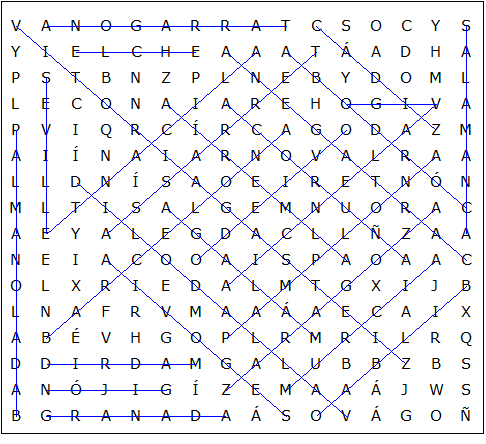 V A N O G A R R A T C S O C Y S
Y I E L C H E A A A T Á A D H A
P S T B N Z P L N E B Y D O M L
L E C O N A I A R E H O G I V A
P V I Q R C Í R C A G O D A Z M
A I Í N A I A R N O V A L R A A
L L D N Í S A O E I R E T N Ó N
M L T I S A L G E M N U O R A C
A E Y A L E G D A C L L Ñ Z A A
N E I A C O O A I S P A O A A C
O L X R I E D A L M T G X I J B
L N A F R V M A A Á A E C A I X
A B É V H G O P L R M R I L R Q
D D I R D A M G A L U B B Z B S
A N Ó J I G Í Z E M A A Á J W S
B G R A N A D A Á S O V Á G O Ñ